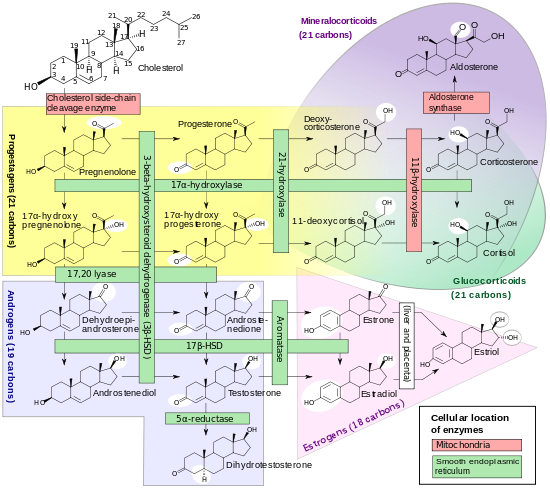 Mineralocorticoids
(21 carbons)
Cholesterol
Aldosterone
Cholesterol side-chain
cleavage enzyme
Aldosterone
synthase
Progestagens (21 carbons)
Pregnenolone
Progesterone
Deoxy-
corticosterone
Corticosterone
3-beta-hydroxysteroid dehydrogenase (3β-HSD)
21-hydroxylase
11β-hydroxylase
17α-hydroxylase
17α-hydroxy
pregnenolone
17α-hydroxy
progesterone
11-deoxycortisol
Cortisol
17,20 lyase
Glucocorticoids
(21 carbons)
Androgens (19 carbons)
Dehydroepi-
androsterone
Androste-
nedione
Aromatase
Estrone
(liver and placenta)
Estriol
17β-HSD
Androstenediol
Testosterone
Estradiol
Estrogens (18 carbons)
5α-reductase
Dihydrotestosterone
Cellular location
of enzymes
Mitochondria
Smooth endoplasmic
reticulum